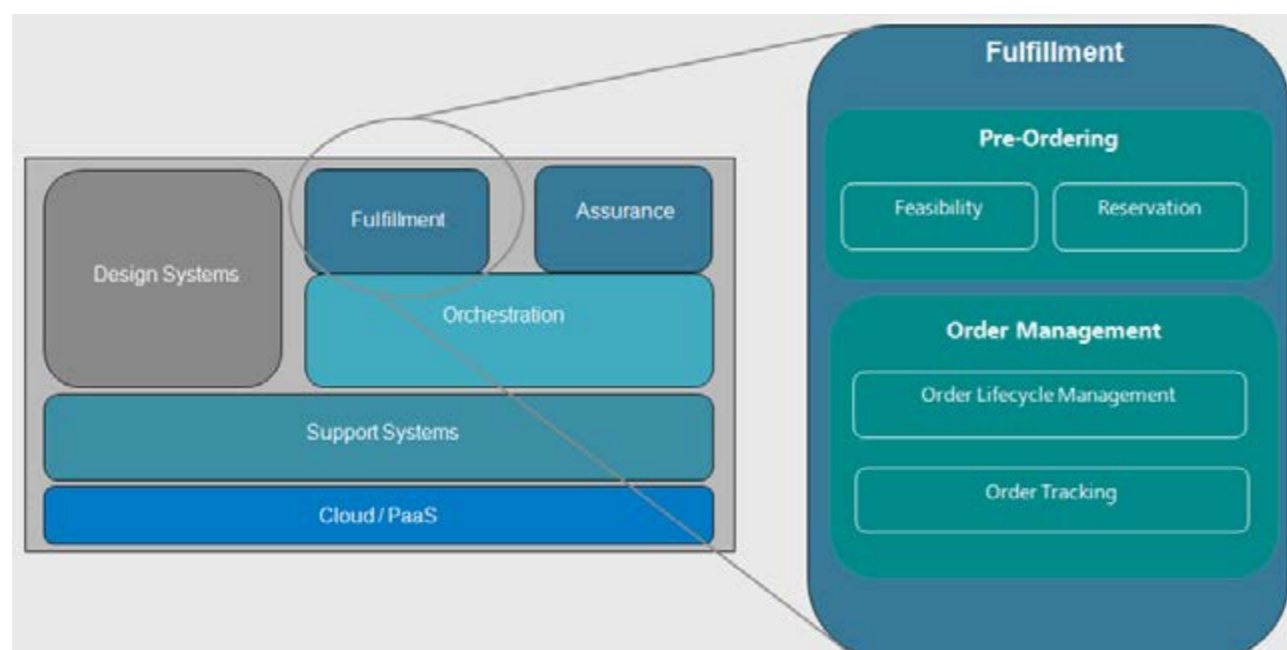 Design Systems
Fulfillment
Assurance
Orchestration
Support Systems
Cloud / PaaS
Fulfillment
Pre-Ordering
Feasibility
Reservation
Order Management
Order Lifecycle Management
Order Tracking